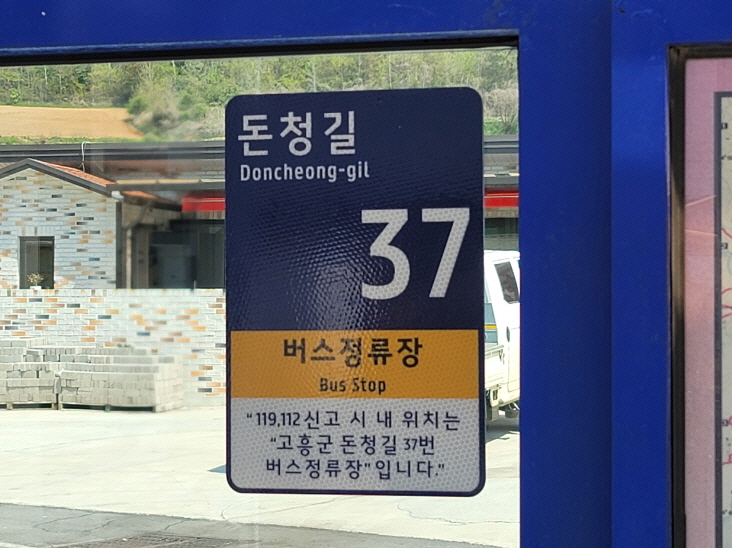 돈청길
Doncheong-gil
37
버스정류장
Bus Stop
“119,112신고 시 내 위치는
“고흥군 돈청길 37번
버스정류장”입니다.”